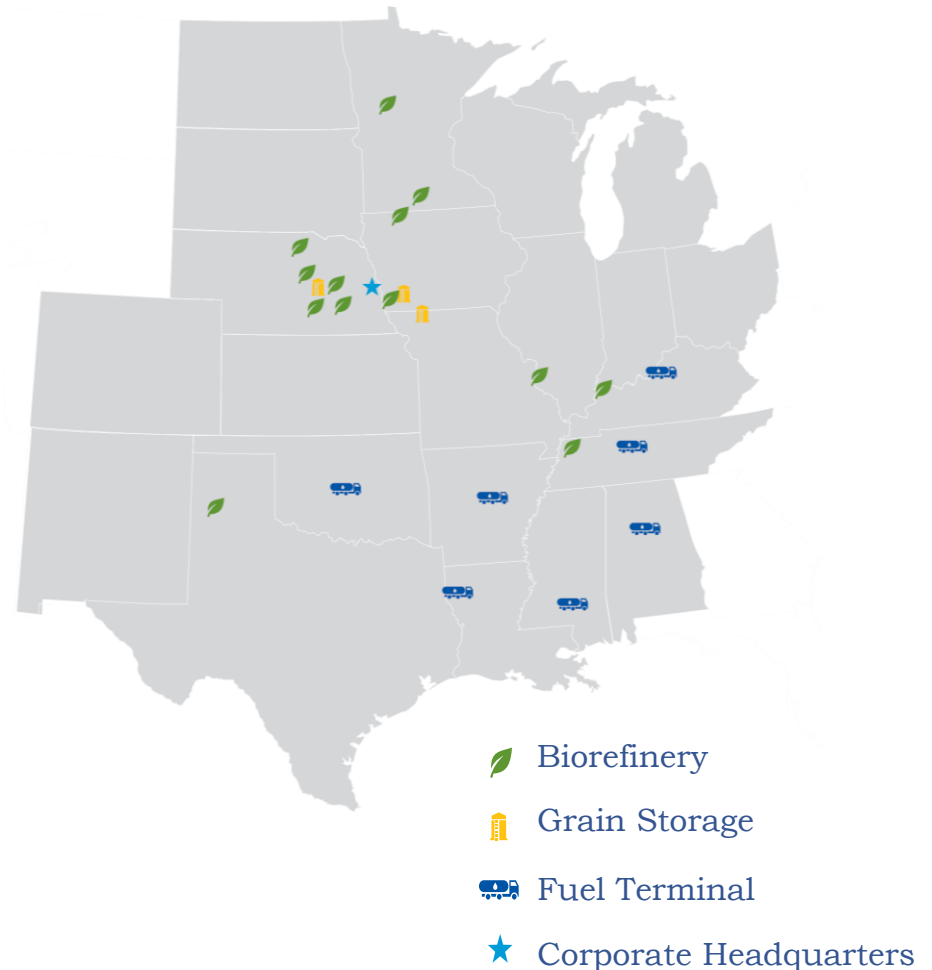 Biorefinery
Grain Storage
Fuel Terminal
Corporate Headquarters